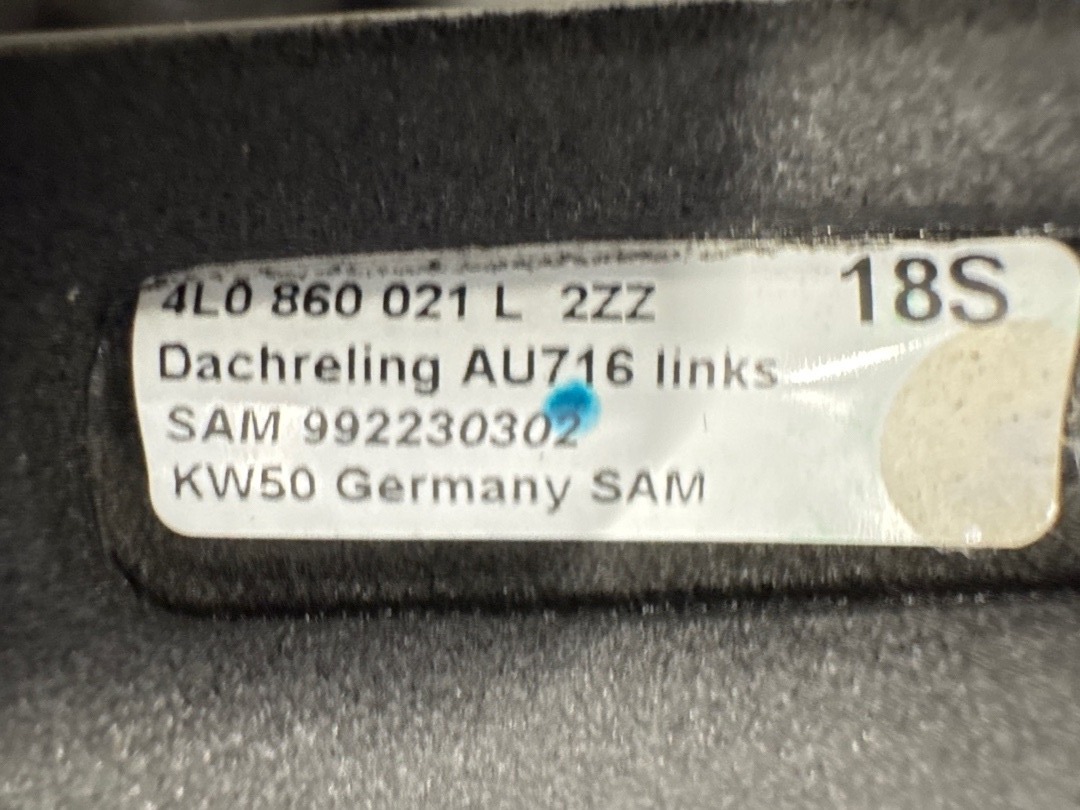 4L0 860 021 L 2ZZ 18S
Dachreling AU716 links
SAM 992230302
KW50 Germany SAM